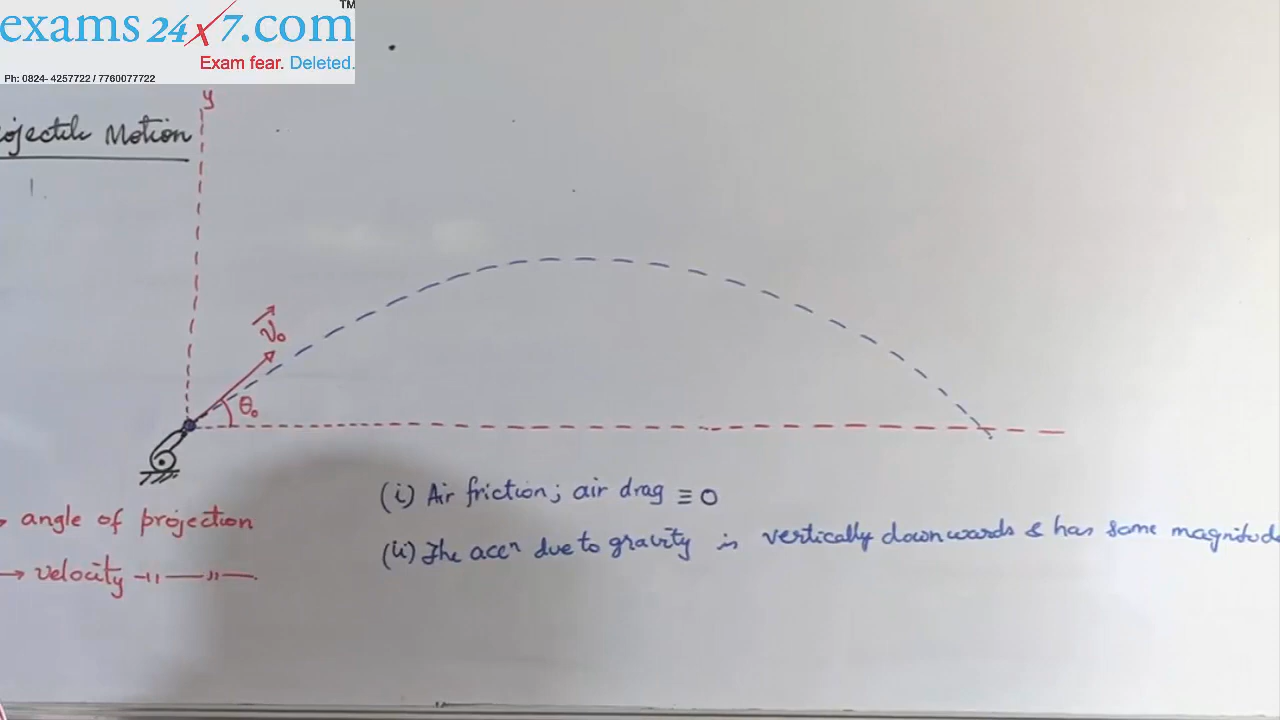 TM
exams24x7.com
Exam fear. Deleted.
Ph: 0824- 4257722 / 7760077722
y
ojectile Motion
v₀
θ₀
(i) Air friction; air drag ≡ 0
→ angle of projection
(ii) The accⁿ due to gravity is vertically downwards & has same magnitude
→ velocity —"—"—.